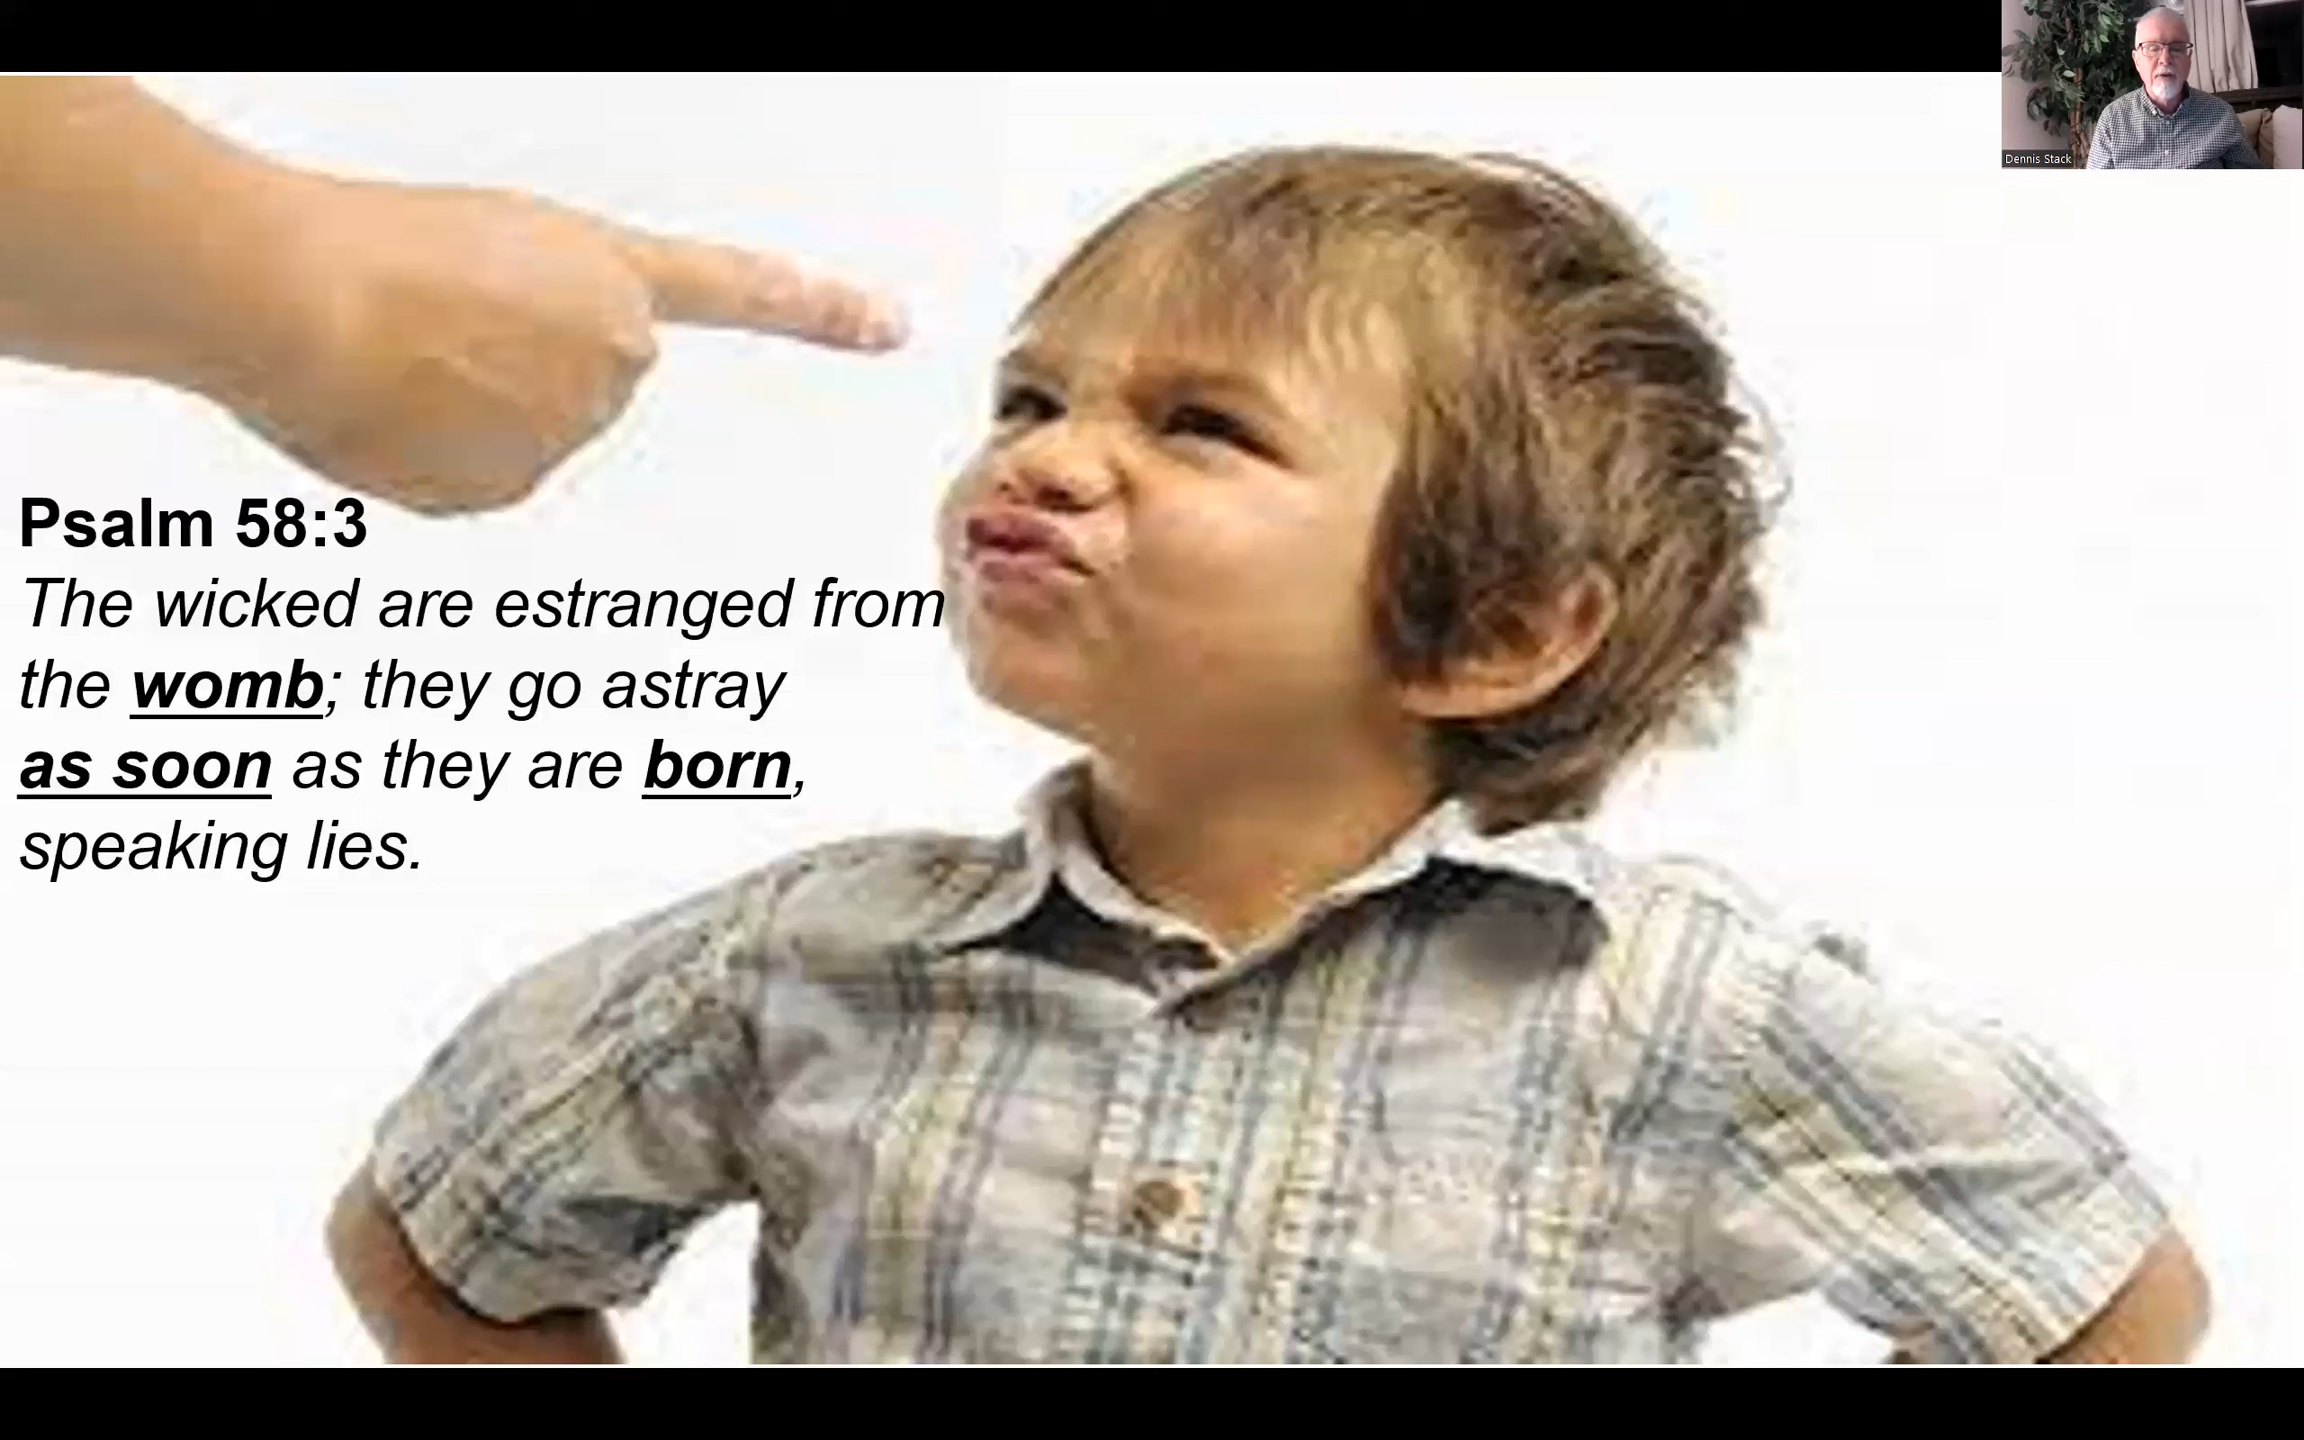 Dennis Stack
Psalm 58:3
The wicked are estranged from
the womb; they go astray
as soon as they are born,
speaking lies.